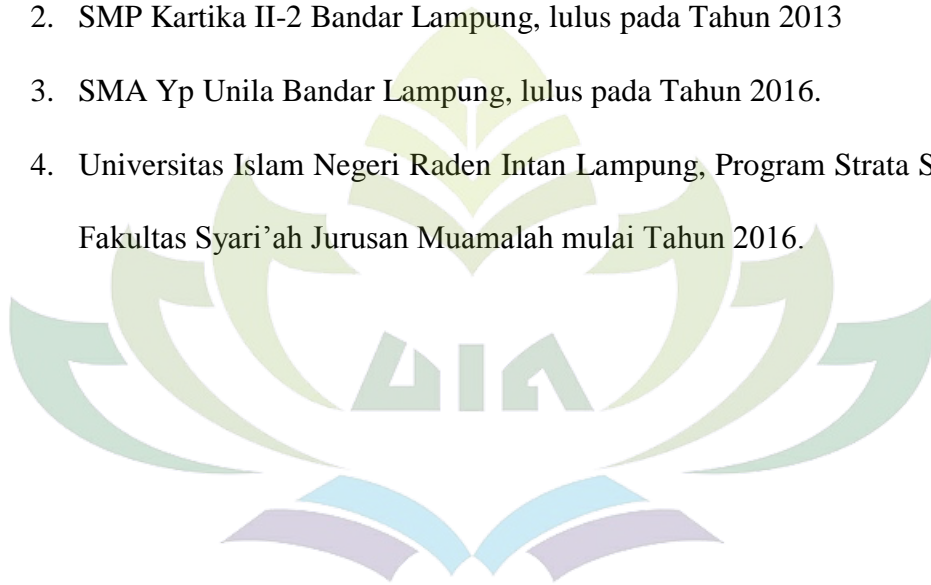 2. SMP Kartika II-2 Bandar Lampung, lulus pada Tahun 2013
3. SMA Yp Unila Bandar Lampung, lulus pada Tahun 2016.
4. Universitas Islam Negeri Raden Intan Lampung, Program Strata S
Fakultas Syari’ah Jurusan Muamalah mulai Tahun 2016.
UIN